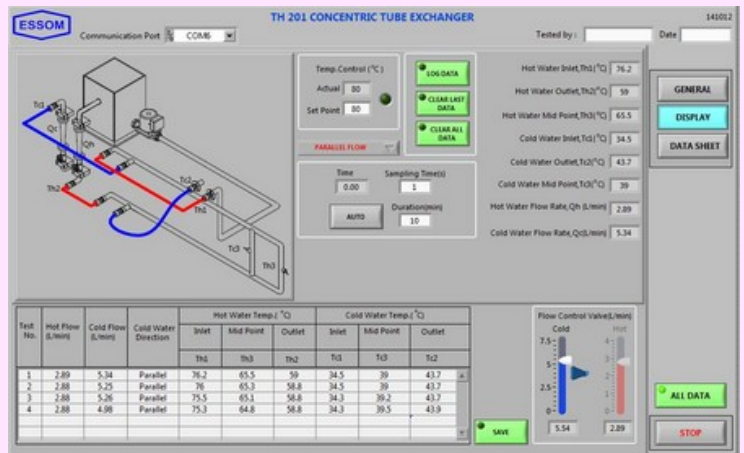 ESSOM
TH 201 CONCENTRIC TUBE EXCHANGER
141012
Communication Port
COM6
Tested by :
Date
Tc1
Qc
Qh
Th2
Tc2
Th1
Tc3
Th3
Temp.Control (°C)
Actual 80
Set Point 80
PARALLEL FLOW
LOG DATA
CLEAR LAST
DATA
CLEAR ALL
DATA
Time Sampling Time(s)
0.00 1
AUTO
Duration(min)
10
Hot Water Inlet,Th1(°C) 76.2
Hot Water Outlet,Th2(°C) 59
Hot Water Mid Point,Th3(°C) 65.5
Cold Water Inlet,Tc1(°C) 34.5
Cold Water Outlet,Tc2(°C) 43.7
Cold Water Mid Point,Tc3(°C) 39
Hot Water Flow Rate,Qh (L/min) 2.89
Cold Water Flow Rate,Qc(L/min) 5.34
GENERAL
DISPLAY
DATA SHEET
Test
No.
Hot Flow
(L/min)
Cold Flow
(L/min)
Cold Water
Direction
Hot Water Temp.( °C) Cold Water Temp.( °C)
Inlet Mid Point Outlet Inlet Mid Point Outlet
Th1 Th3 Th2 Tc1 Tc3 Tc2
1 2.89 5.34 Parallel 76.2 65.5 59 34.5 39 43.7
2 2.88 5.25 Parallel 76 65.3 58.8 34.5 39 43.7
3 2.88 5.26 Parallel 75.5 65.1 58.8 34.3 39.2 43.7
4 2.88 4.98 Parallel 75.3 64.8 58.8 34.3 39.5 43.9
SAVE
Flow Control Valve(L/min)
Cold Hot
7.5- 4-
5- 3-
2-
2.5- 1-
0- 0-
5.54 2.89
ALL DATA
STOP